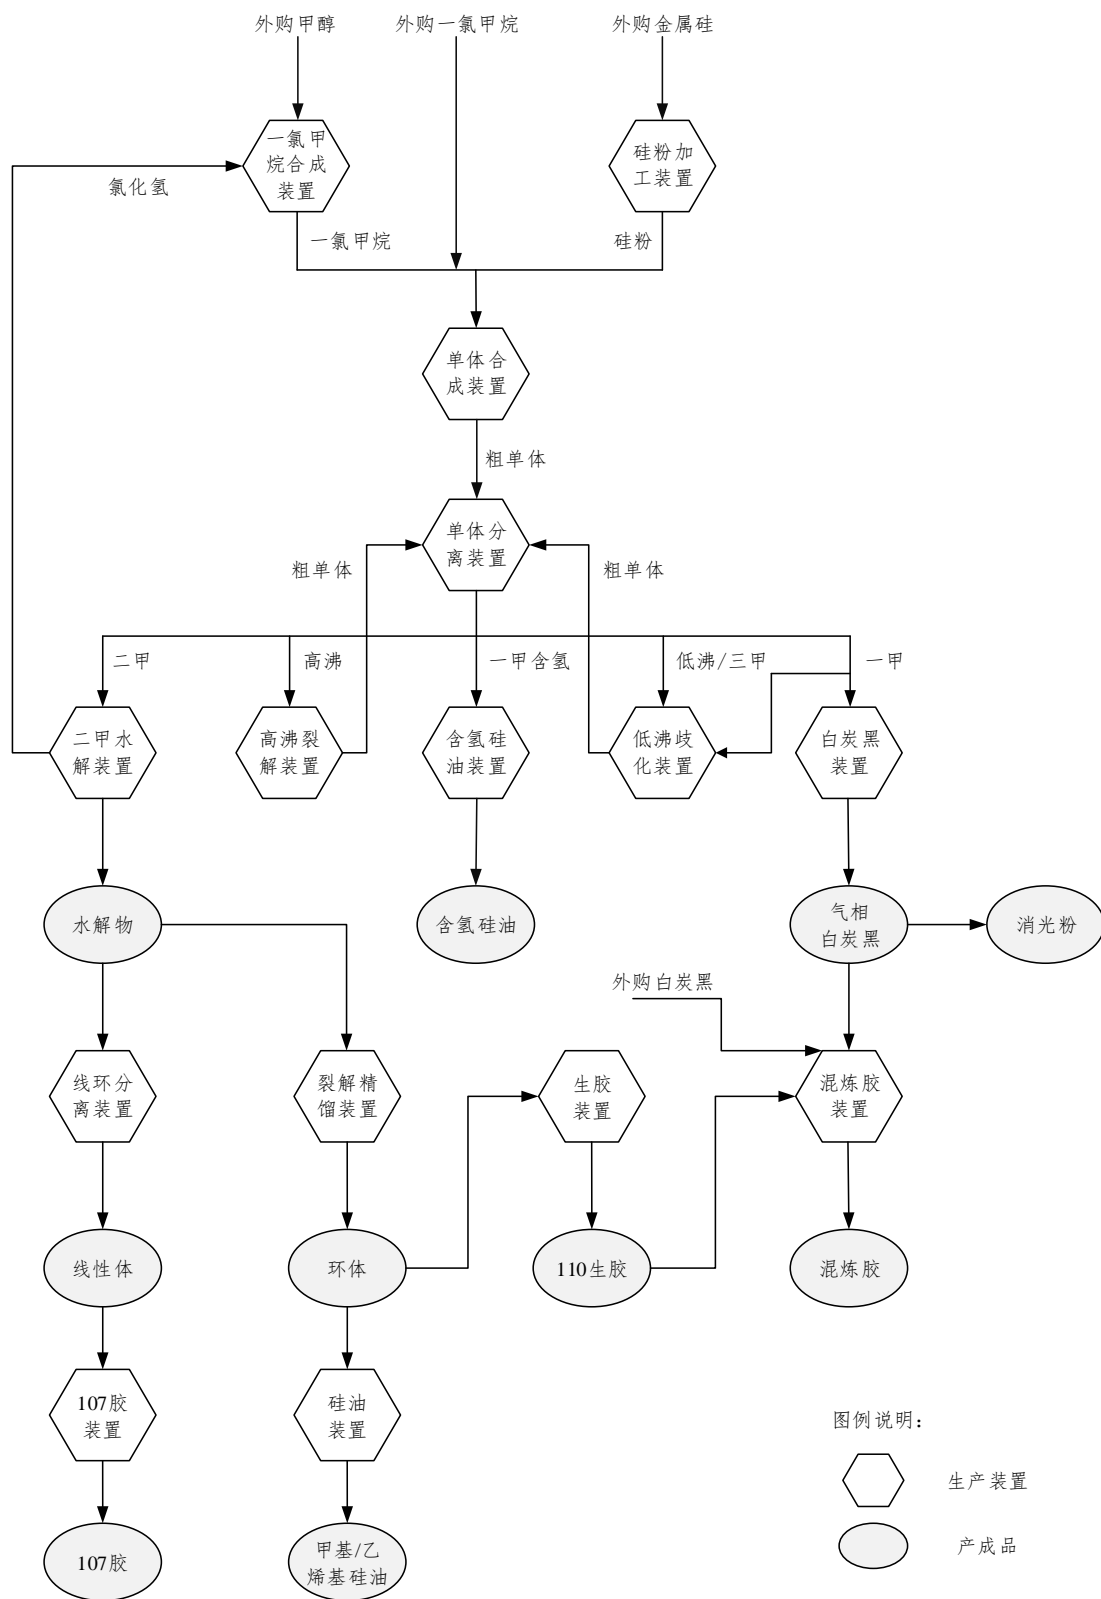 外购甲醇
外购一氯甲烷
外购金属硅
一氯甲
烷合成
装置
硅粉加
工装置
氯化氢
一氯甲烷
硅粉
单体合
成装置
粗单体
单体分
离装置
粗单体
粗单体
二甲
高沸
一甲含氢
低沸/三甲
一甲
二甲水
解装置
高沸裂
解装置
含氢硅
油装置
低沸歧
化装置
白炭黑
装置
水解物
含氢硅油
气相
白炭黑
消光粉
外购白炭黑
线环分
离装置
裂解精
馏装置
生胶
装置
混炼胶
装置
线性体
环体
110生胶
混炼胶
107胶
装置
硅油
装置
图例说明：
生产装置
107胶
甲基/乙
烯基硅油
产成品